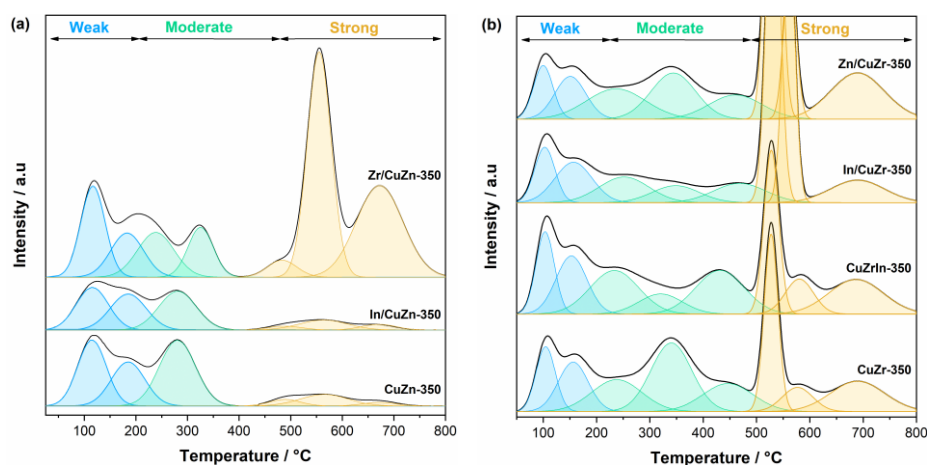 (a)
Weak Moderate Strong
Zr/CuZn-350
In/CuZn-350
CuZn-350
Intensity / a.u
100 200 300 400 500 600 700 800
Temperature / °C
(b)
Weak Moderate Strong
Zn/CuZr-350
In/CuZr-350
CuZrIn-350
CuZr-350
Intensity / a.u
100 200 300 400 500 600 700 800
Temperature / °C